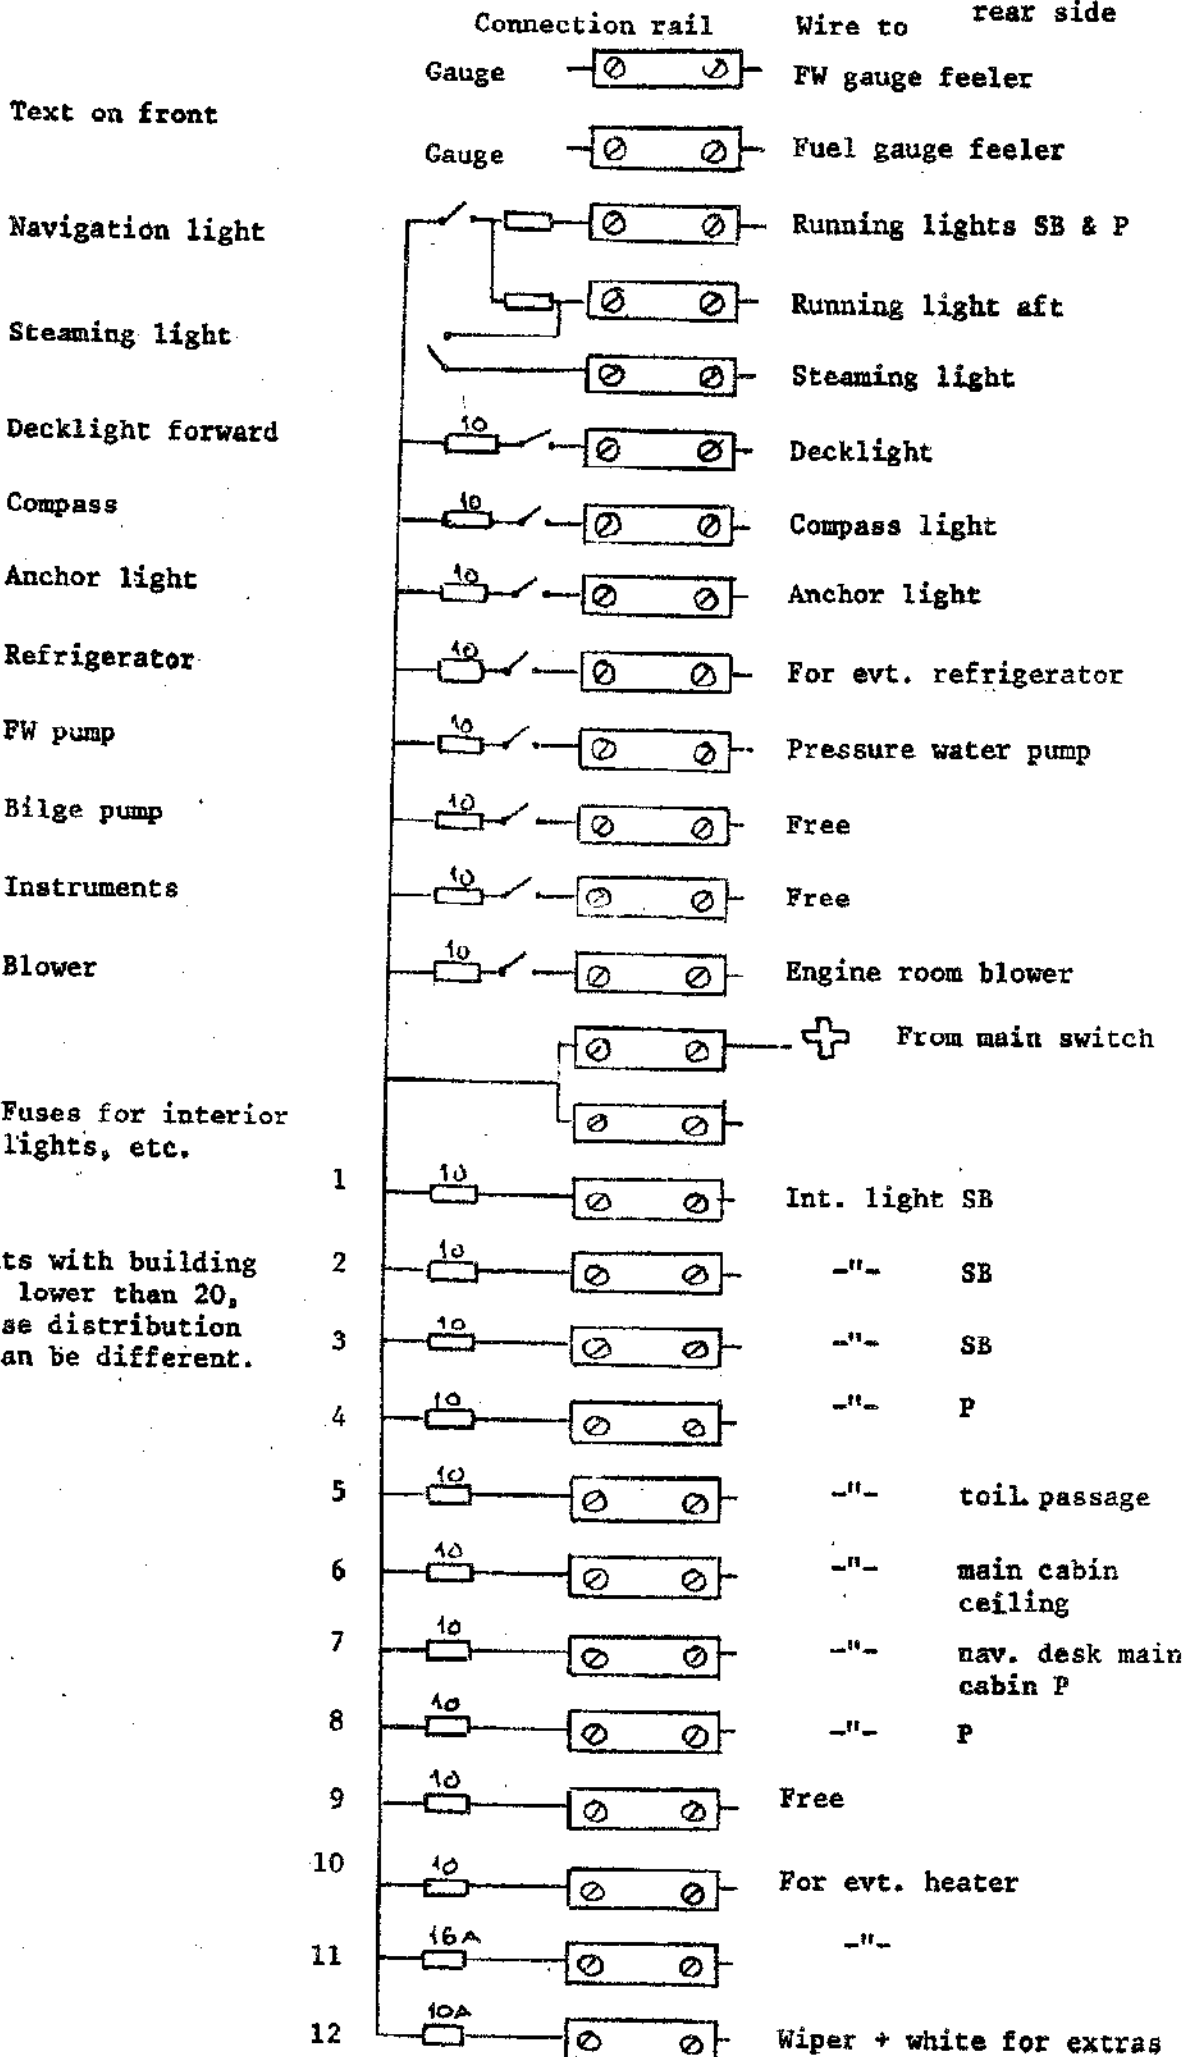 rear side
Connection rail Wire to
Gauge FW gauge feeler
Text on front
Gauge Fuel gauge feeler
Navigation light Running lights SB & P
Running light aft
Steaming light
Steaming light
Decklight forward 10 Decklight
Compass 10 Compass light
Anchor light 10 Anchor light
Refrigerator 10 For evt. refrigerator
FW pump 10 Pressure water pump
Bilge pump 10 Free
Instruments 10 Free
Blower 10 Engine room blower
From main switch
Fuses for interior
lights, etc.
1 10 Int. light SB
ts with building 2 10 -"- SB
lower than 20,
se distribution 3 10 -"- SB
an be different.
4 10 -"- P
5 10 -"- toil. passage
6 10 -"- main cabin
ceiling
7 10 -"- nav. desk main
cabin P
8 10 -"- P
9 10 Free
10 10 For evt. heater
11 16A -"-
12 10A Wiper + white for extras